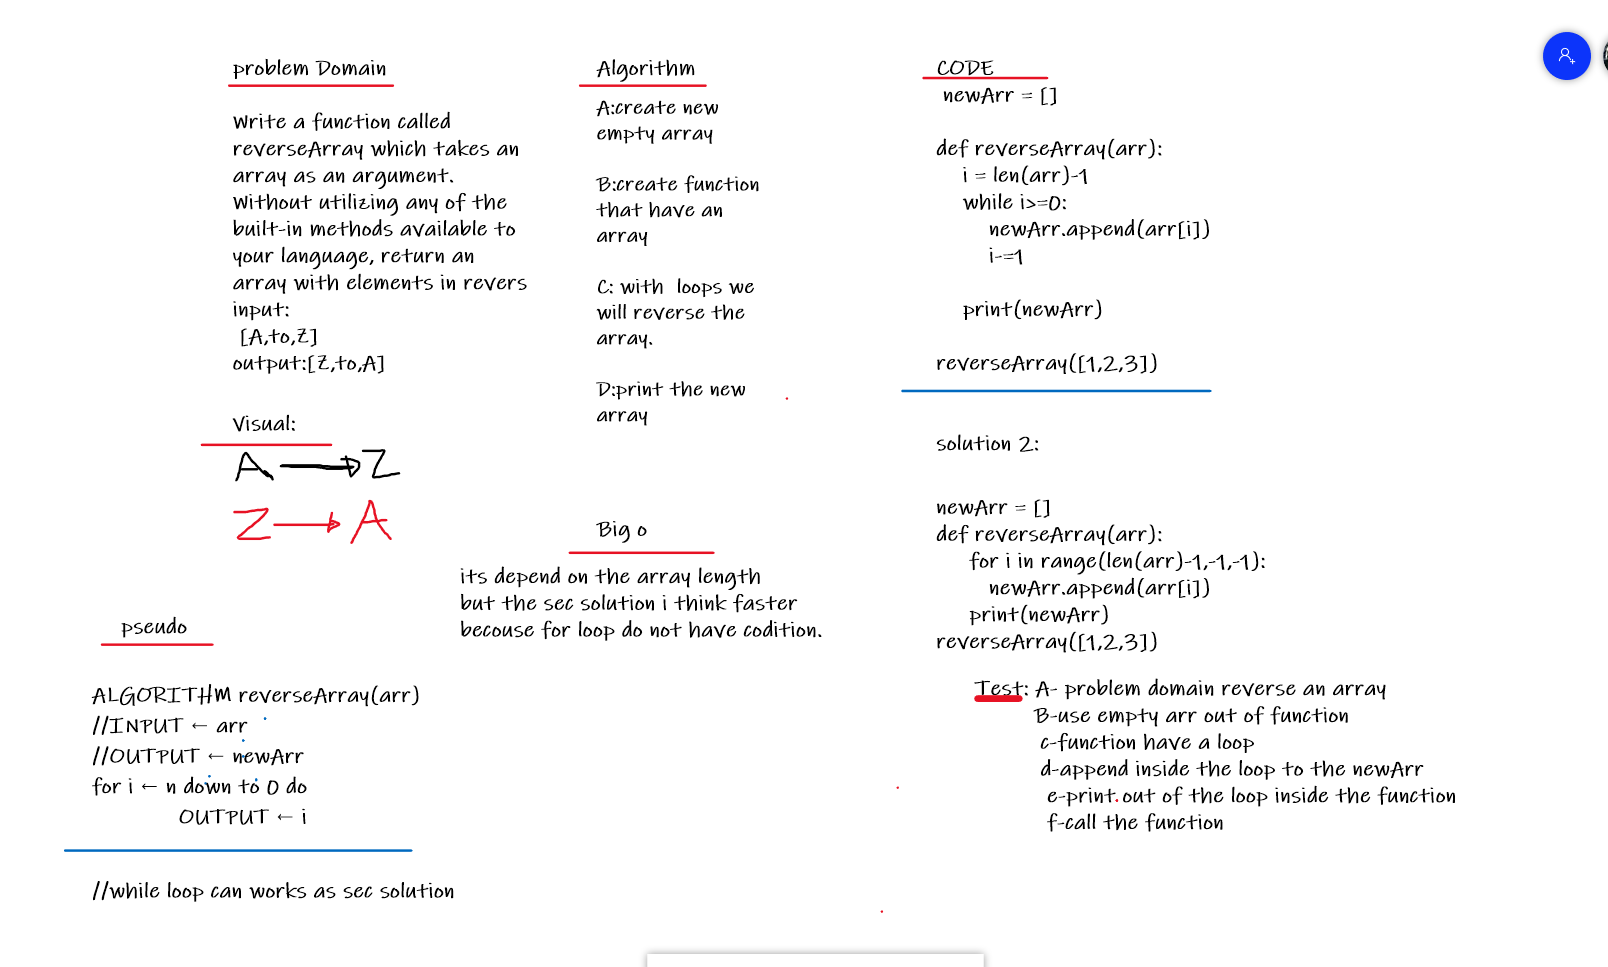 problem Domain
Write a function called
reverseArray which takes an
array as an argument.
Without utilizing any of the
built-in methods available to
your language, return an
array with elements in revers
input:
[A,to,Z]
output:[Z,to,A]
Visual:
A → Z
Z → A
pseudo
ALGORITHM reverseArray(arr)
//INPUT ← arr
//OUTPUT ← newArr
for i ← n down to 0 do
OUTPUT ← i
//while loop can works as sec solution
Algorithm
A:create new
empty array
B:create function
that have an
array
C: with loops we
will reverse the
array.
D:print the new
array
Big o
its depend on the array length
but the sec solution i think faster
becouse for loop do not have codition.
CODE
newArr = []
def reverseArray(arr):
i = len(arr)-1
while i>=0:
newArr.append(arr[i])
i-=1
print(newArr)
reverseArray([1,2,3])
solution 2:
newArr = []
def reverseArray(arr):
for i in range(len(arr)-1,-1,-1):
newArr.append(arr[i])
print(newArr)
reverseArray([1,2,3])
Test: A- problem domain reverse an array
B-use empty arr out of function
c-function have a loop
d-append inside the loop to the newArr
e-print out of the loop inside the function
f-call the function